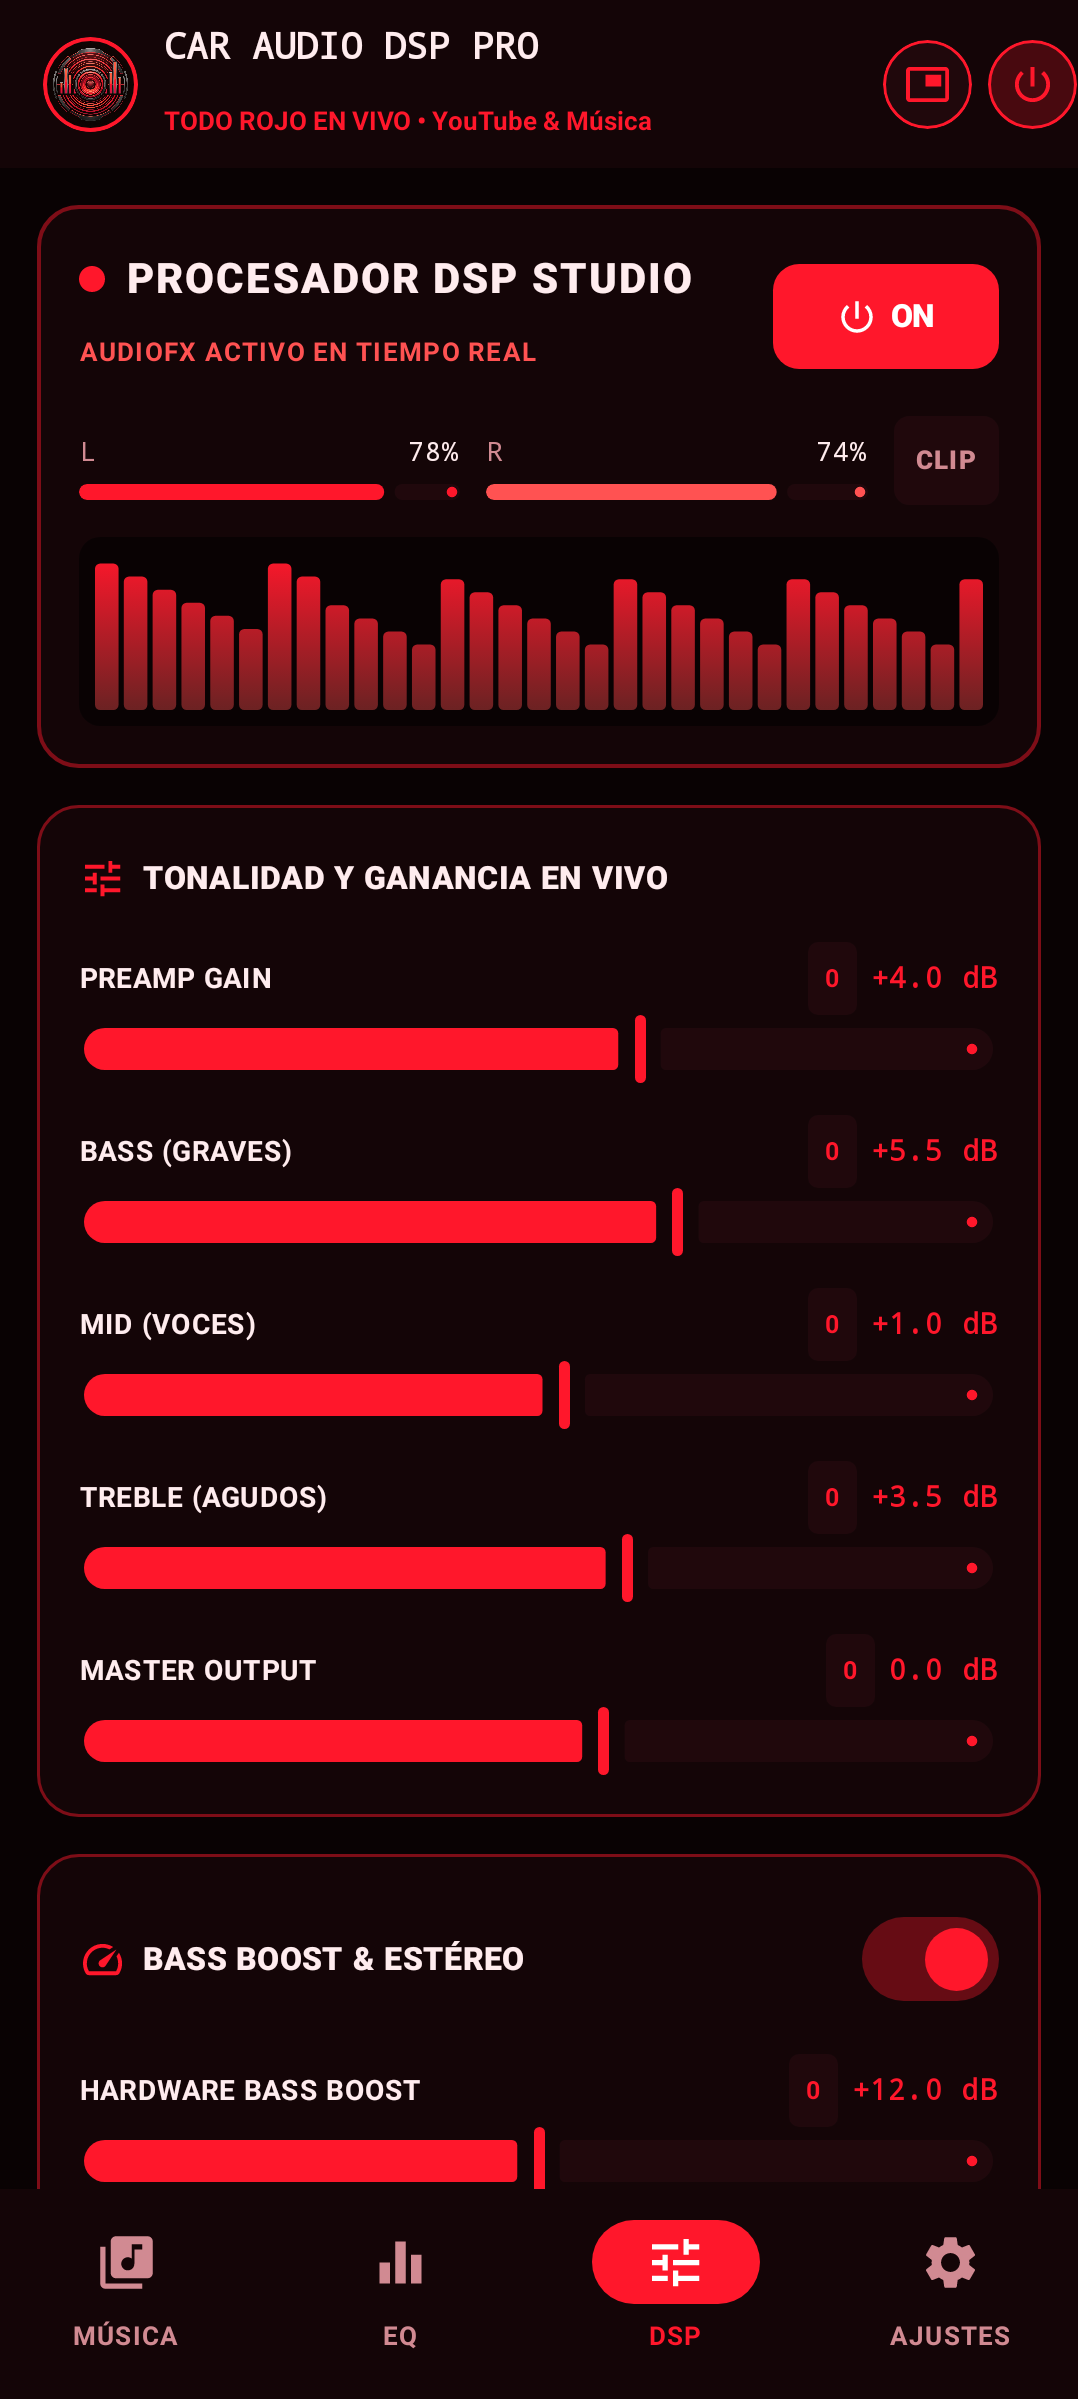 CAR AUDIO DSP PRO
TODO ROJO EN VIVO • YouTube & Música
PROCESADOR DSP STUDIO
ON
AUDIOFX ACTIVO EN TIEMPO REAL
L 78% R 74% CLIP
TONALIDAD Y GANANCIA EN VIVO
PREAMP GAIN 0 +4.0 dB
BASS (GRAVES) 0 +5.5 dB
MID (VOCES) 0 +1.0 dB
TREBLE (AGUDOS) 0 +3.5 dB
MASTER OUTPUT 0 0.0 dB
BASS BOOST & ESTÉREO
HARDWARE BASS BOOST 0 +12.0 dB
MÚSICA EQ DSP AJUSTES